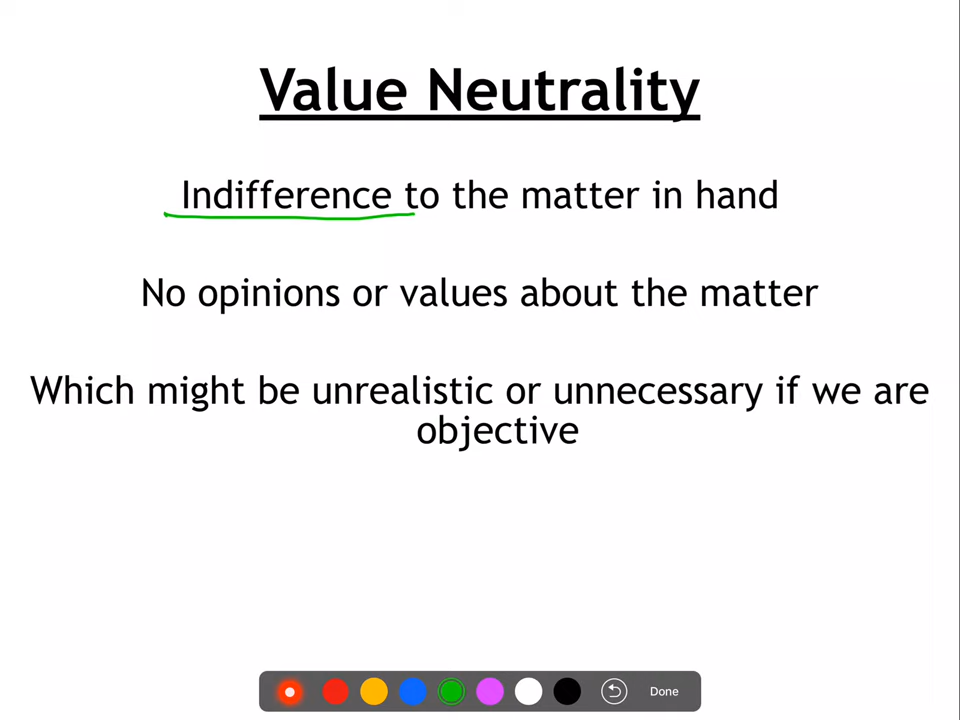 Value Neutrality
Indifference to the matter in hand
No opinions or values about the matter
Which might be unrealistic or unnecessary if we are
objective
Done